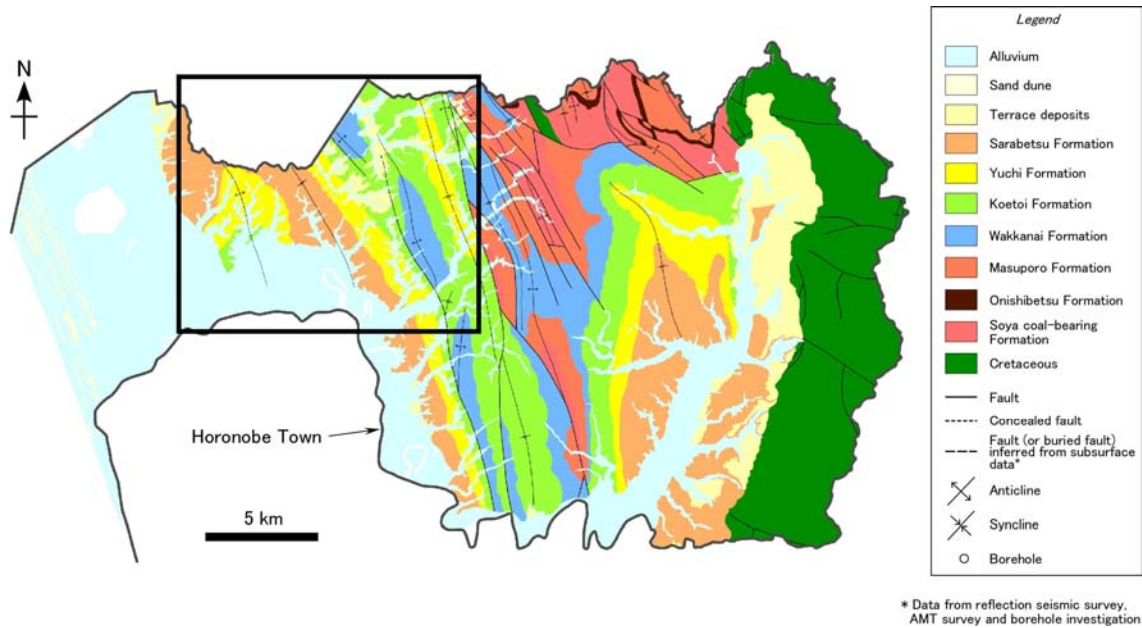 N
Horonobe Town
5 km
Legend
Alluvium
Sand dune
Terrace deposits
Sarabetsu Formation
Yuchi Formation
Koetoi Formation
Wakkanai Formation
Masuporo Formation
Onishibetsu Formation
Soya coal-bearing
Formation
Cretaceous
Fault
Concealed fault
Fault (or buried fault)
inferred from subsurface
data*
Anticline
Syncline
Borehole
* Data from reflection seismic survey,
AMT survey and borehole investigation